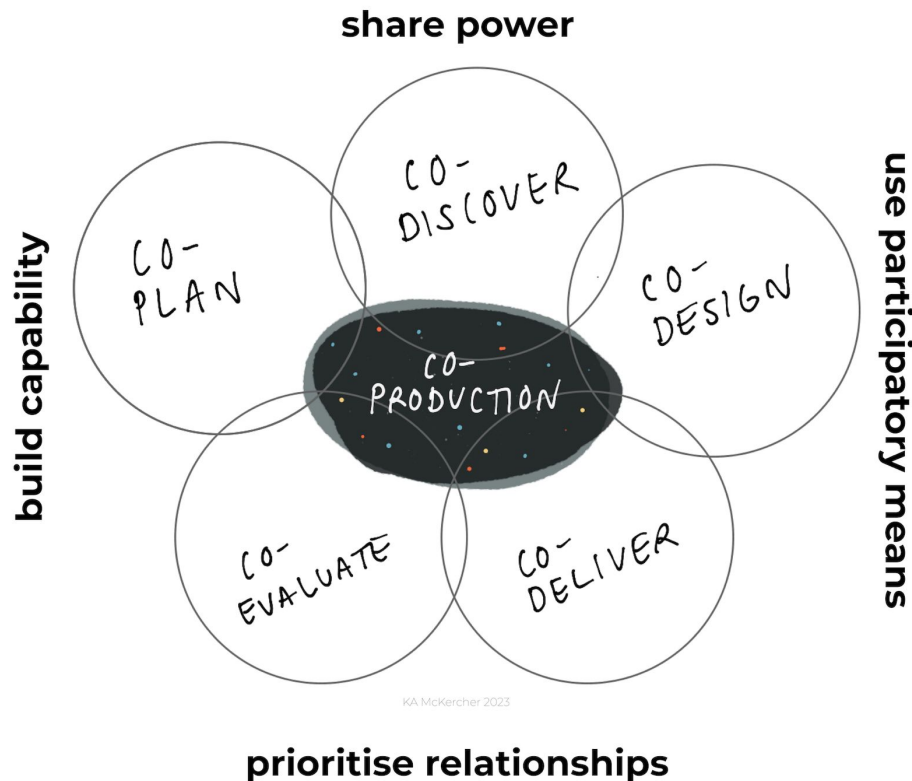 share power
CO-
DISCOVER
CO-
PLAN
CO-
DESIGN
build capability
use participatory means
CO-
PRODUCTION
CO-
EVALUATE
CO-
DELIVER
KA McKercher 2023
prioritise relationships